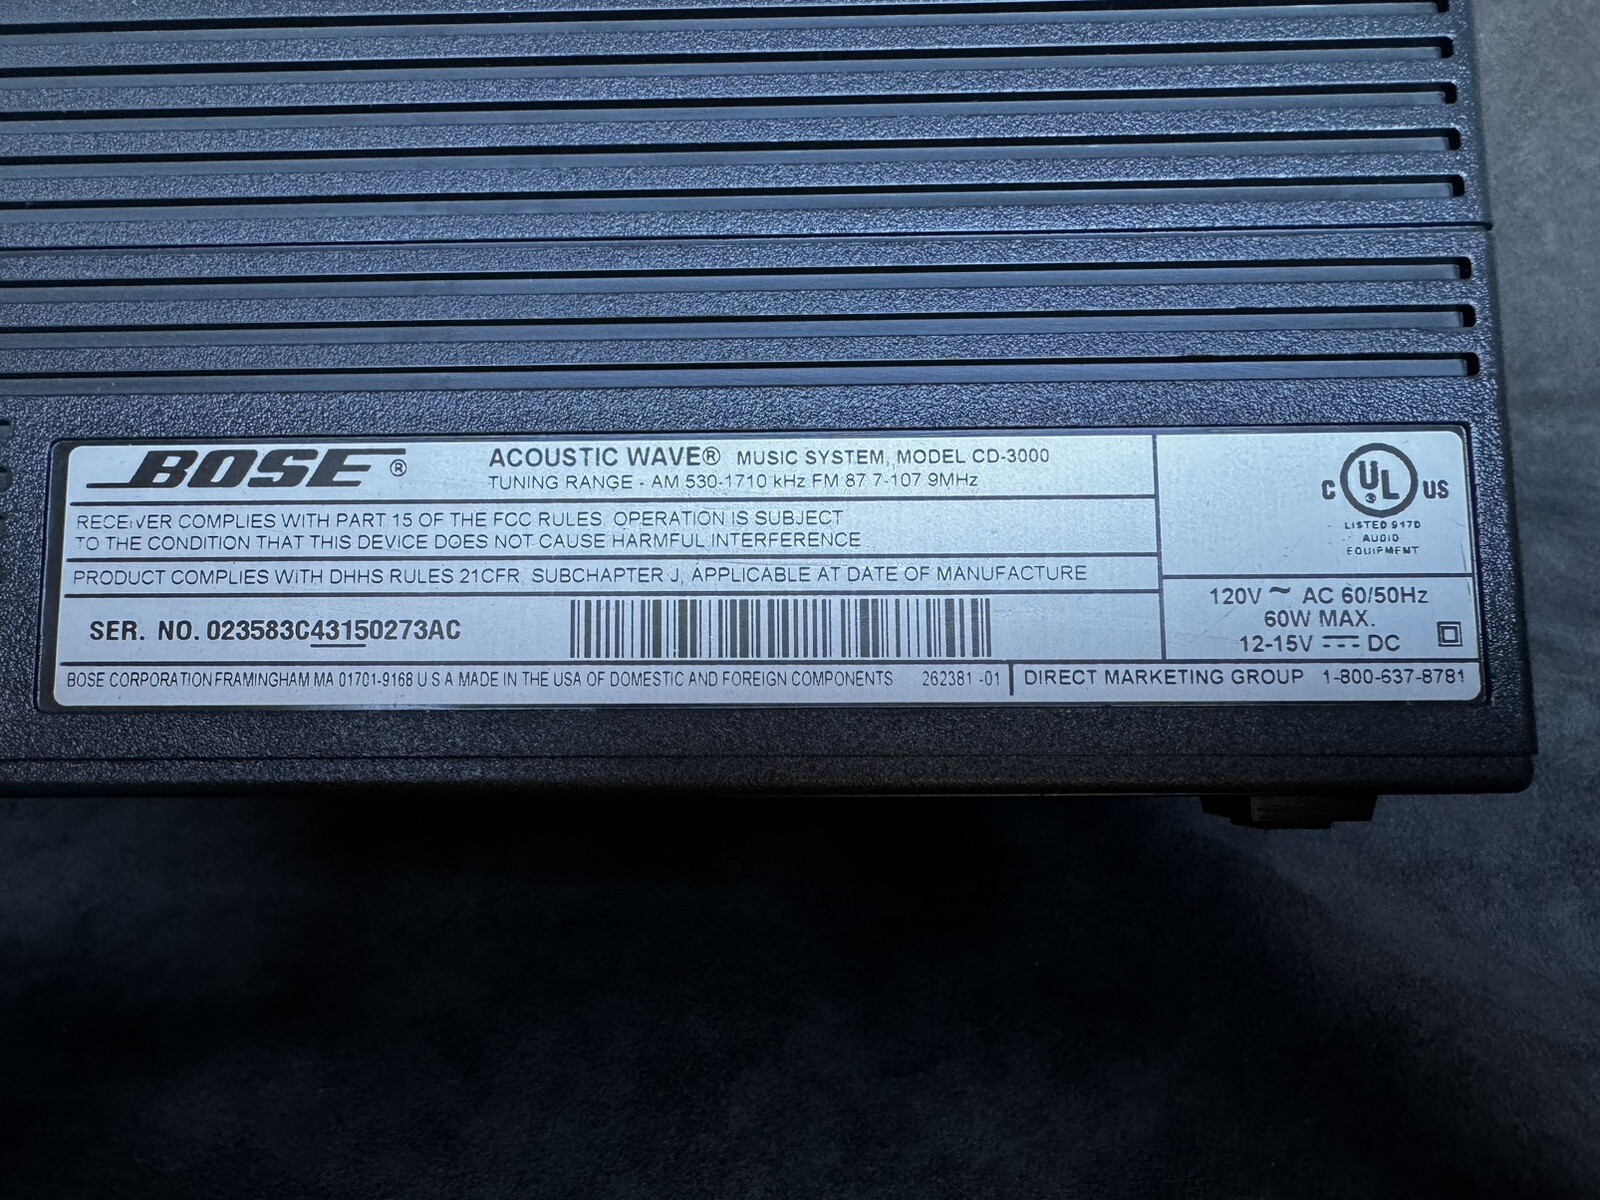 BOSE®
ACOUSTIC WAVE® MUSIC SYSTEM, MODEL CD-3000
TUNING RANGE - AM 530-1710 kHz FM 87 7-107 9MHz
RECEIVER COMPLIES WITH PART 15 OF THE FCC RULES. OPERATION IS SUBJECT
TO THE CONDITION THAT THIS DEVICE DOES NOT CAUSE HARMFUL INTERFERENCE
PRODUCT COMPLIES WITH DHHS RULES 21CFR, SUBCHAPTER J, APPLICABLE AT DATE OF MANUFACTURE
SER. NO. 023583C43150273AC
BOSE CORPORATION FRAMINGHAM MA 01701-9168 U S A MADE IN THE USA OF DOMESTIC AND FOREIGN COMPONENTS 262381 -01
C UL US
LISTED 917D
AUDIO
EQUIPMENT
120V ~ AC 60/50Hz
60W MAX.
12-15V ⎓ DC
DIRECT MARKETING GROUP 1-800-637-8781